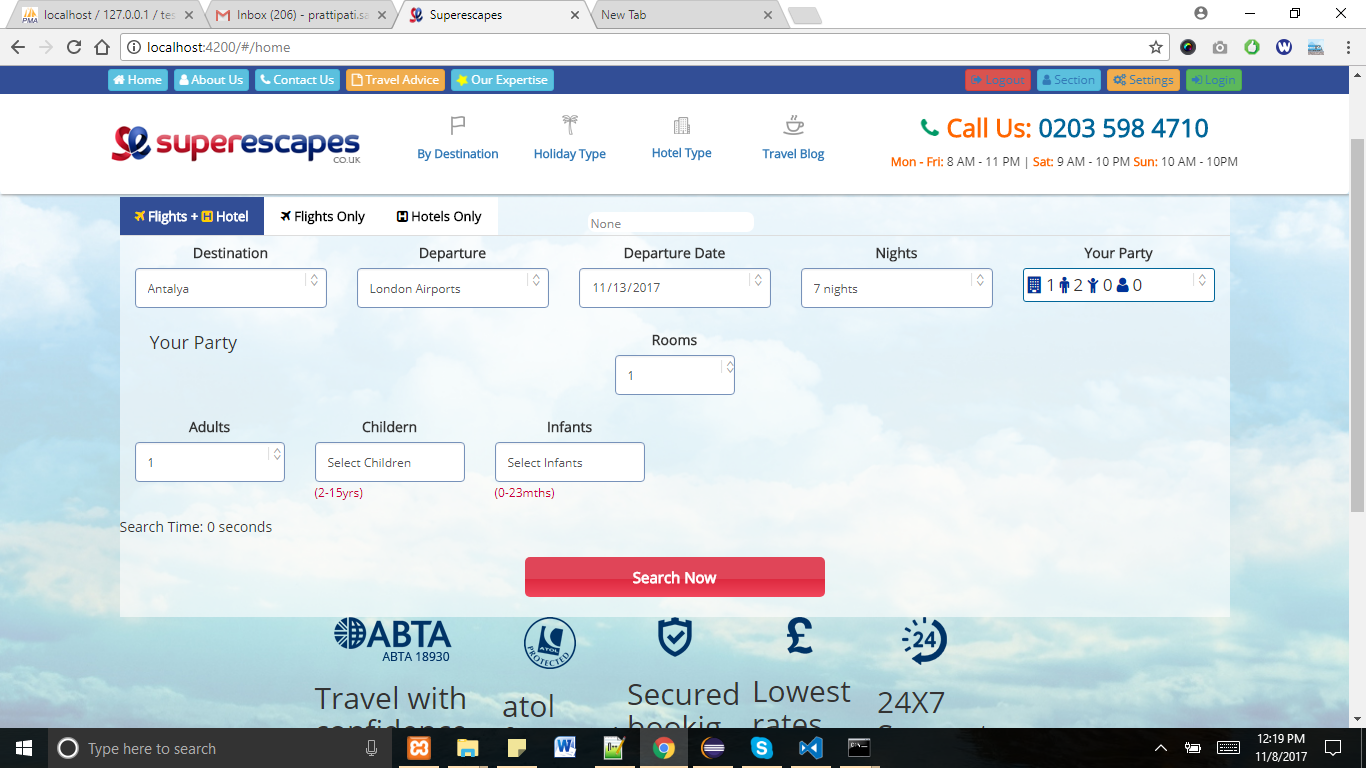 localhost / 127.0.0.1 / tes
Inbox (206) - prattipati.sa
Superescapes
New Tab
localhost:4200/#/home
Home
About Us
Contact Us
Travel Advice
Our Expertise
Logout
Section
Settings
Login
superescapes
.CO.UK
By Destination
Holiday Type
Hotel Type
Travel Blog
Call Us: 0203 598 4710
Mon - Fri: 8 AM - 11 PM | Sat: 9 AM - 10 PM Sun: 10 AM - 10PM
Flights + H Hotel
Flights Only
H Hotels Only
None
Destination
Departure
Departure Date
Nights
Your Party
Antalya
London Airports
11/13/2017
7 nights
1 2 0 0
Your Party
Rooms
1
Adults
Childern
Infants
1
Select Children
Select Infants
(2-15yrs)
(0-23mths)
Search Time: 0 seconds
Search Now
ABTA
ABTA 18930
ATOL
PROTECTED
£
24
Travel with
confidence
atol
Secured
bookig
Lowest
rates
24X7
Type here to search
12:19 PM
11/8/2017